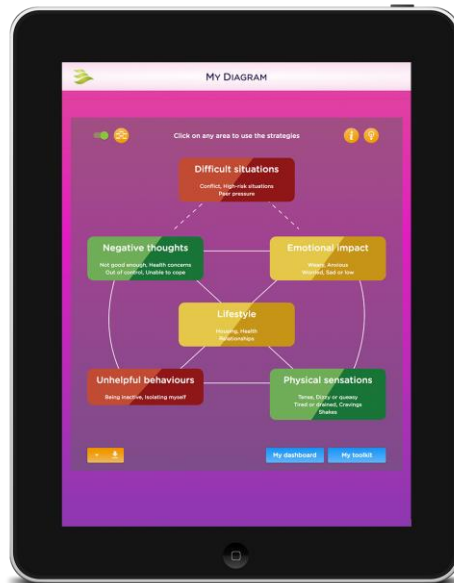 MY DIAGRAM
Click on any area to use the strategies
Difficult situations
Conflict, High-risk situations
Peer pressure
Negative thoughts
Not good enough, Health concerns
Out of control, Unable to cope
Emotional impact
Weary, Anxious
Worried, Sad or low
Lifestyle
Housing, Health
Relationships
Unhelpful behaviours
Being inactive, Isolating myself
Physical sensations
Tense, Dizzy or queasy
Tired or drained, Cravings
Shakes
My dashboard
My toolkit